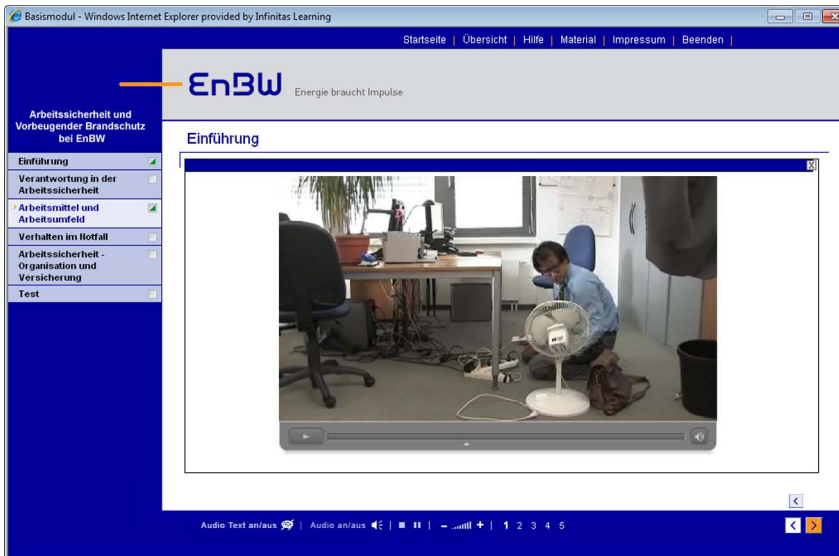 Basismodul - Windows Internet Explorer provided by Infinitas Learning
Startseite | Übersicht | Hilfe | Material | Impressum | Beenden |
EnBW
Energie braucht Impulse
Arbeitssicherheit und
Vorbeugender Brandschutz
bei EnBW
Einführung
Verantwortung in der
Arbeitssicherheit
Arbeitsmittel und
Arbeitsumfeld
Verhalten im Notfall
Arbeitssicherheit -
Organisation und
Versicherung
Test
Einführung
X
Audio Text an/aus | Audio an/aus | | 1 2 3 4 5